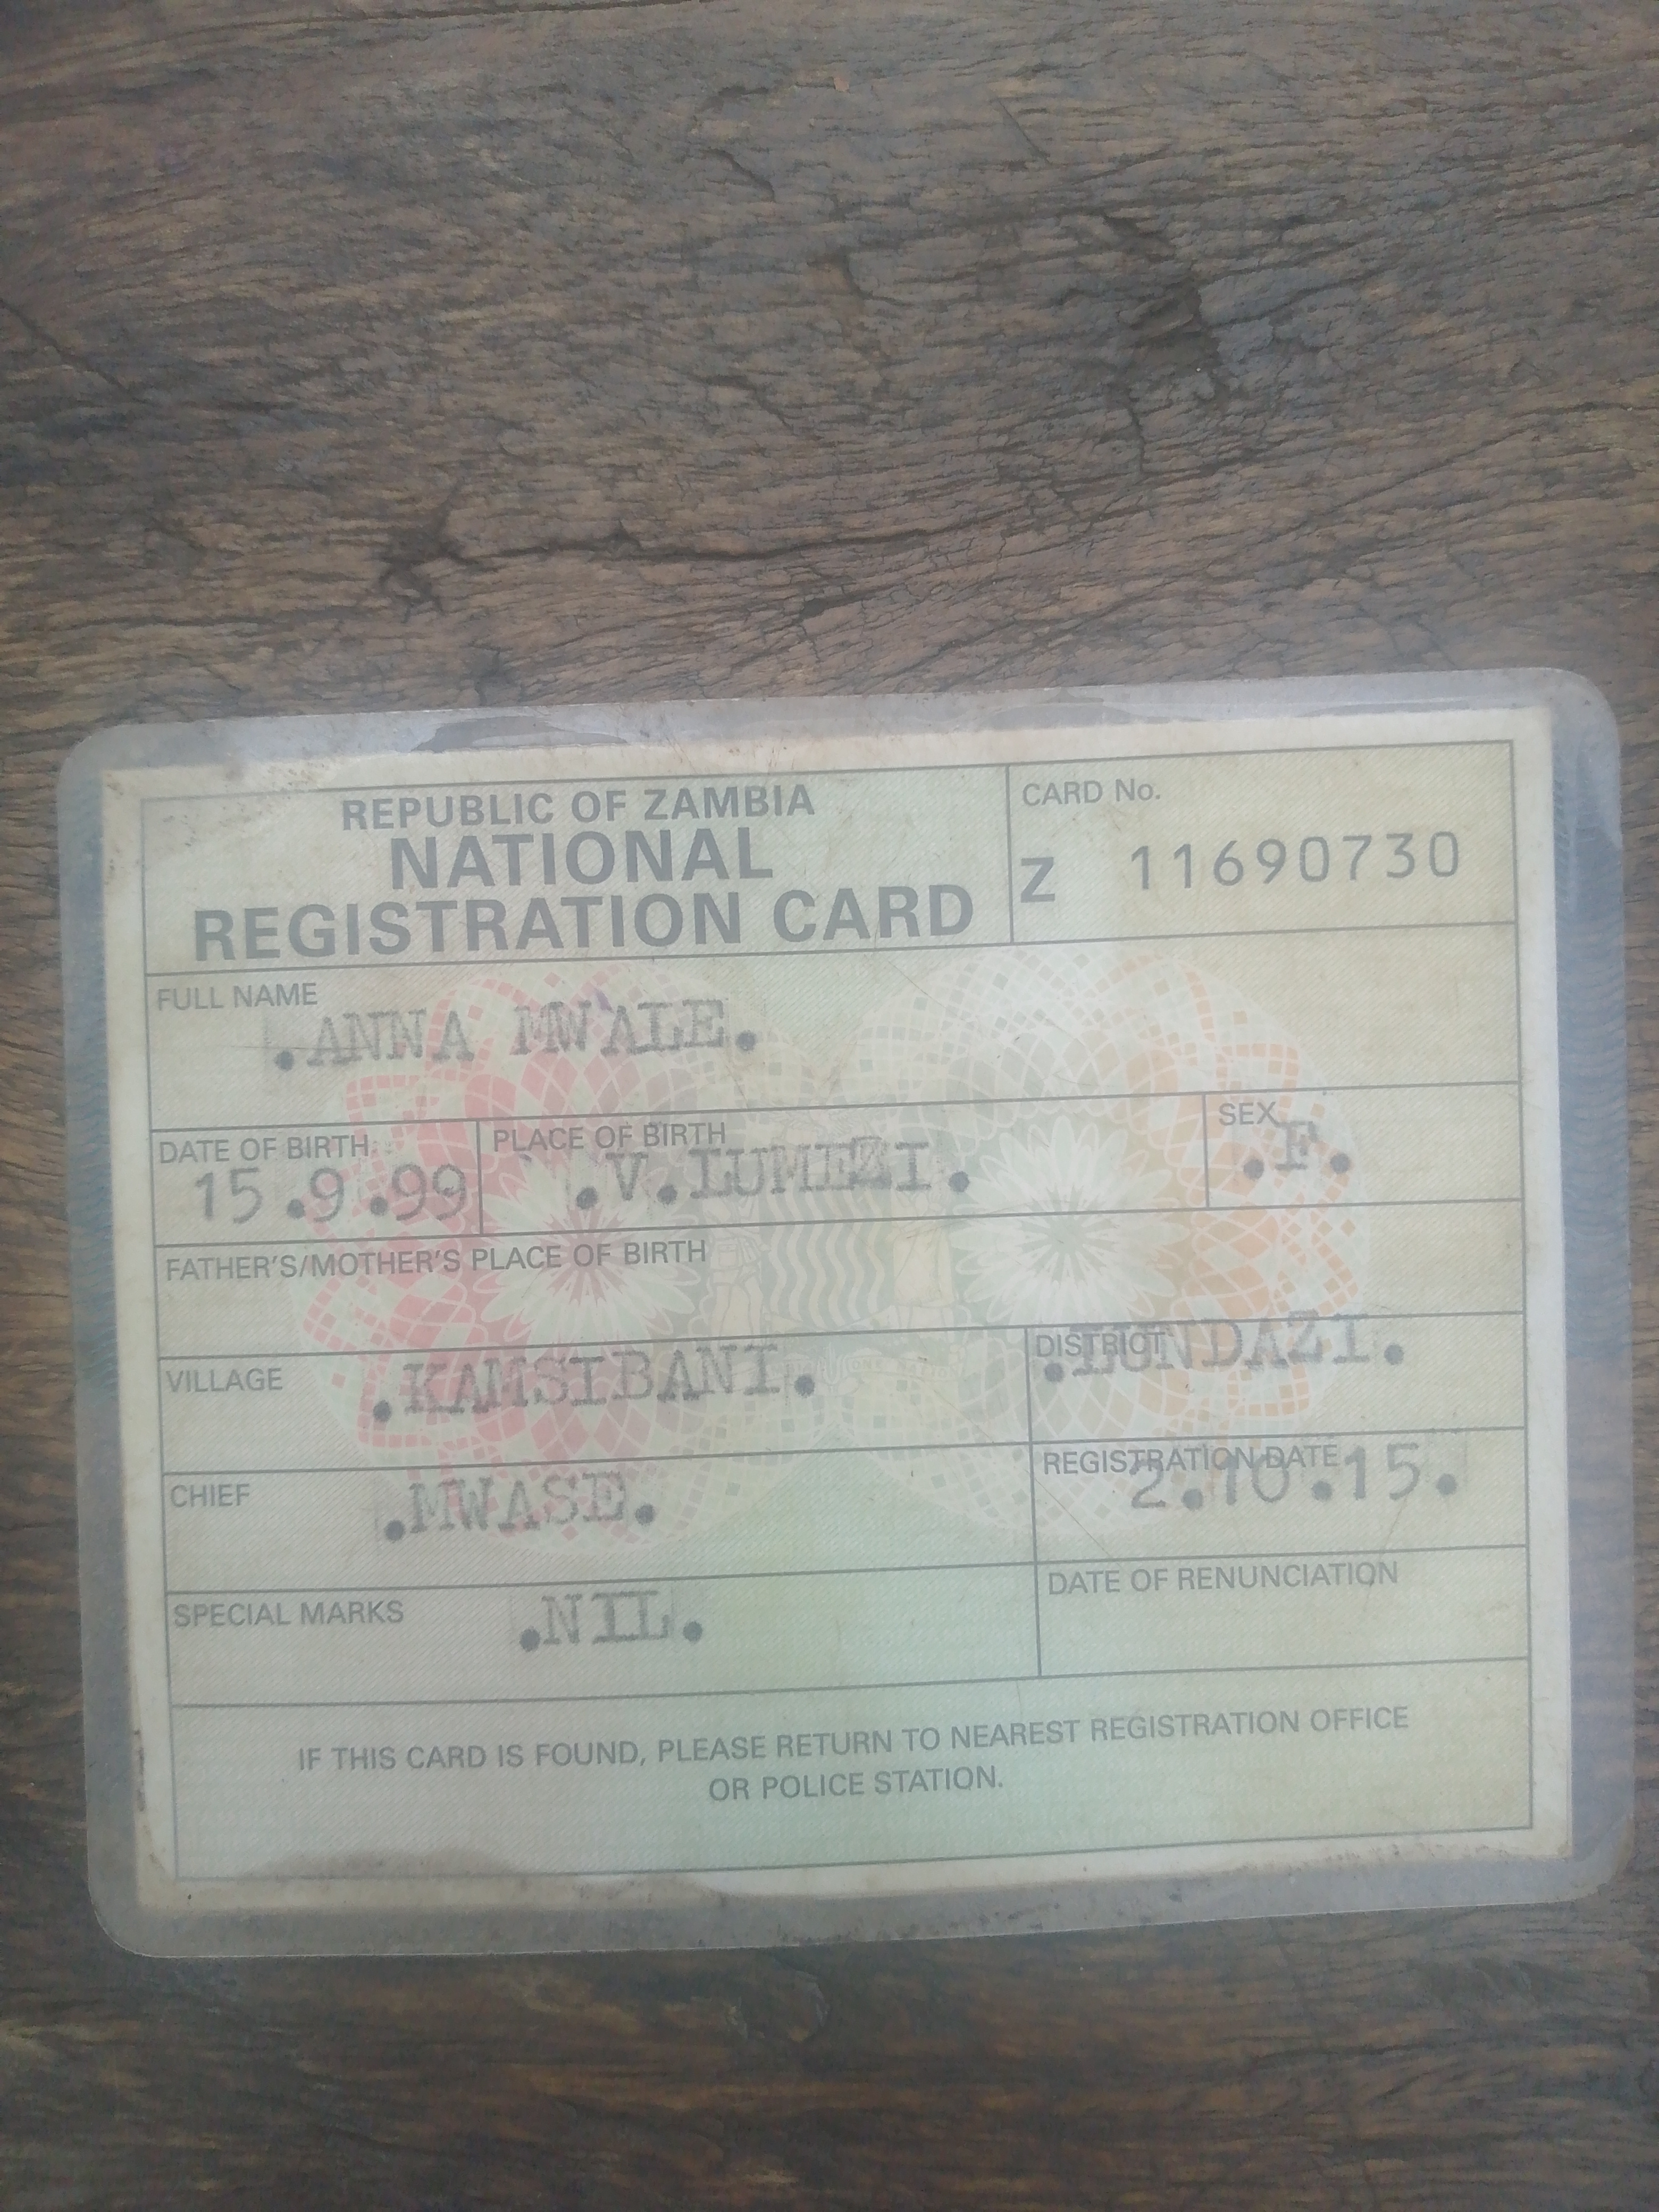 REPUBLIC OF ZAMBIA
NATIONAL
REGISTRATION CARD
CARD No.
Z 11690730
FULL NAME
.ANNA MWALE.
DATE OF BIRTH
15.9.99
PLACE OF BIRTH
.V.LUMEZI.
SEX
.F.
FATHER'S/MOTHER'S PLACE OF BIRTH
VILLAGE .KAMSIBANI.
DISTRICT
.LUNDAZI.
CHIEF .MWASE.
REGISTRATION DATE
2.10.15.
SPECIAL MARKS .NIL.
DATE OF RENUNCIATION
IF THIS CARD IS FOUND, PLEASE RETURN TO NEAREST REGISTRATION OFFICE
OR POLICE STATION.